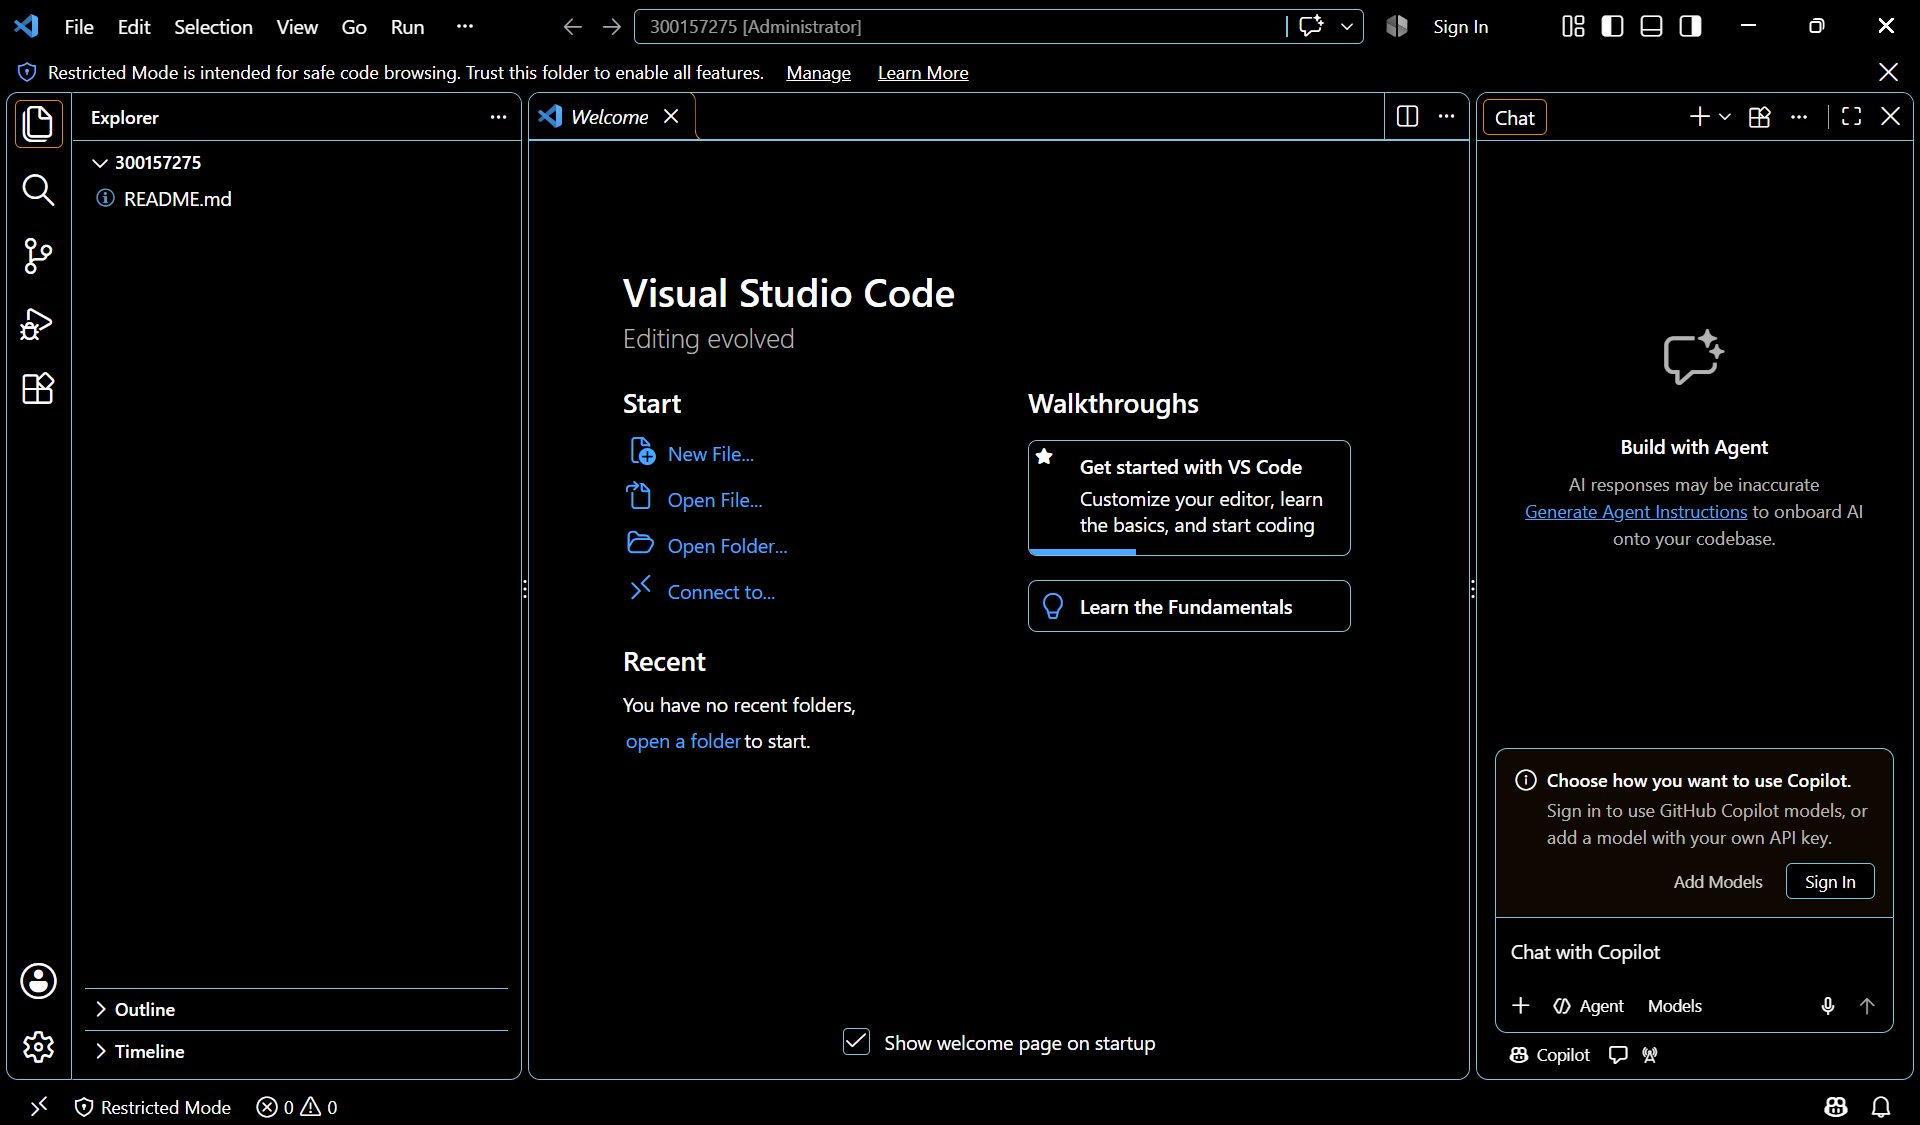 File Edit Selection View Go Run ···
300157275 [Administrator]
Sign In
Restricted Mode is intended for safe code browsing. Trust this folder to enable all features. Manage Learn More
Explorer
300157275
README.md
Outline
Timeline
Welcome
Visual Studio Code
Editing evolved
Start
New File...
Open File...
Open Folder...
Connect to...
Recent
You have no recent folders,
open a folder to start.
Walkthroughs
Get started with VS Code
Customize your editor, learn
the basics, and start coding
Learn the Fundamentals
Show welcome page on startup
Chat
Build with Agent
AI responses may be inaccurate
Generate Agent Instructions to onboard AI
onto your codebase.
Choose how you want to use Copilot.
Sign in to use GitHub Copilot models, or
add a model with your own API key.
Add Models Sign In
Chat with Copilot
Agent Models
Copilot
Restricted Mode 0 0